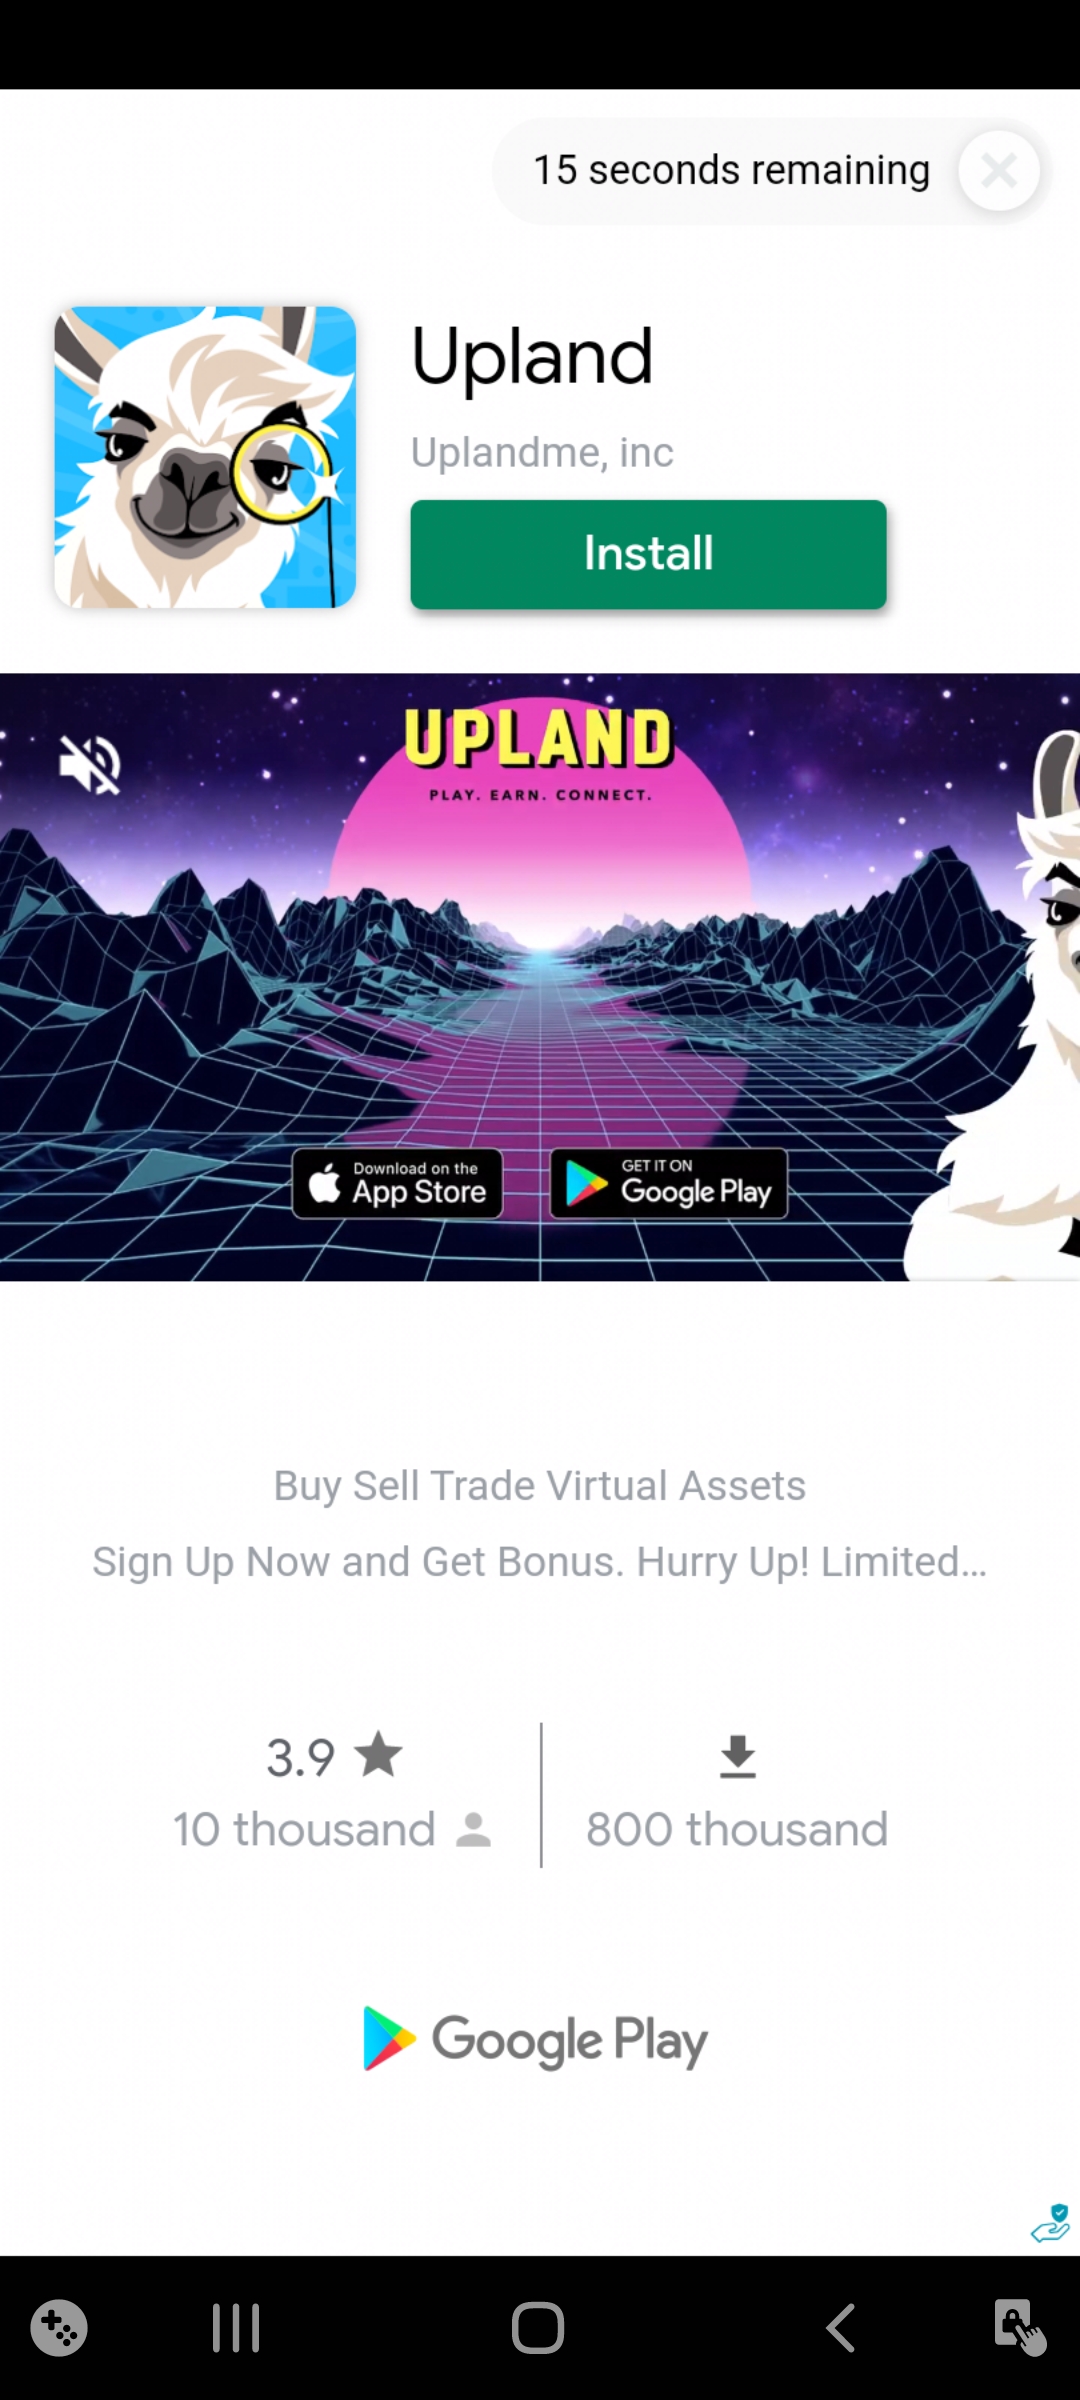 15 seconds remaining
Upland
Uplandme, inc
Install
UPLAND
PLAY. EARN. CONNECT.
Download on the
App Store
GET IT ON
Google Play
Buy Sell Trade Virtual Assets
Sign Up Now and Get Bonus. Hurry Up! Limited...
3.9
10 thousand
800 thousand
Google Play